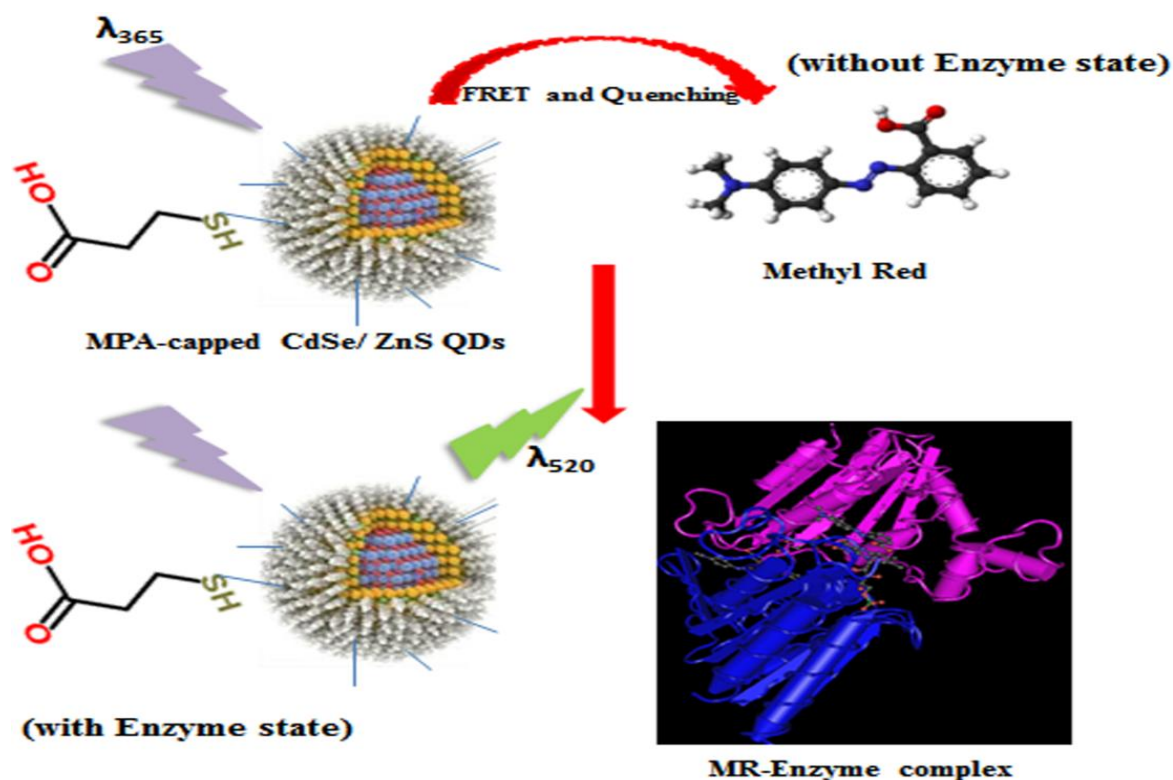 λ365
(without Enzyme state)
FRET and Quenching
HO
O
SH
Methyl Red
MPA-capped CdSe/ ZnS QDs
λ520
HO
O
SH
(with Enzyme state)
MR-Enzyme complex